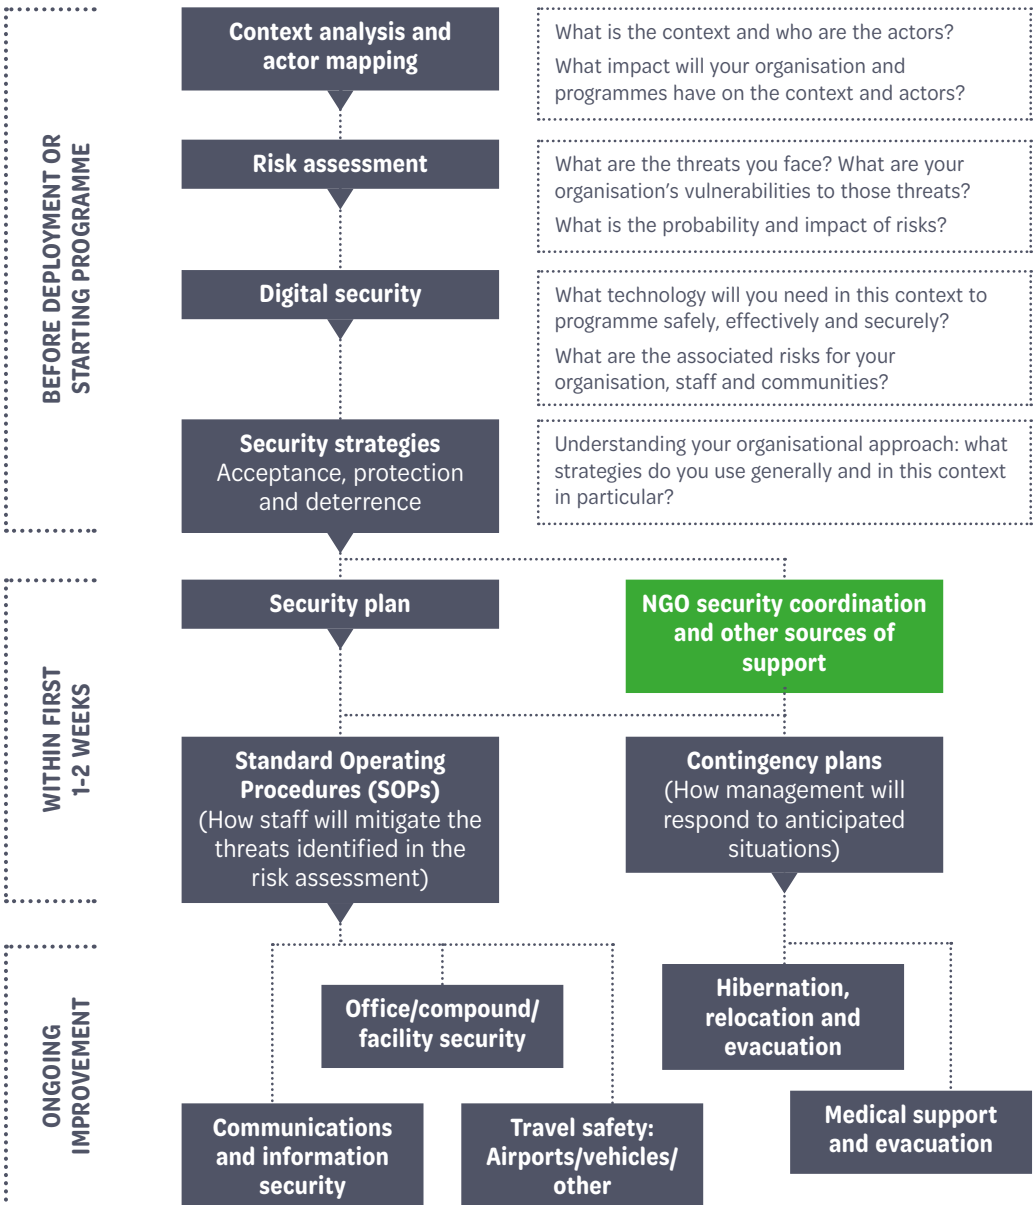 BEFORE DEPLOYMENT OR
STARTING PROGRAMME
Context analysis and
actor mapping
What is the context and who are the actors?
What impact will your organisation and
programmes have on the context and actors?
Risk assessment
What are the threats you face? What are your
organisation’s vulnerabilities to those threats?
What is the probability and impact of risks?
Digital security
What technology will you need in this context to
programme safely, effectively and securely?
What are the associated risks for your
organisation, staff and communities?
Security strategies
Acceptance, protection
and deterrence
Understanding your organisational approach: what
strategies do you use generally and in this context
in particular?
WITHIN FIRST
1-2 WEEKS
Security plan
NGO security coordination
and other sources of
support
Standard Operating
Procedures (SOPs)
(How staff will mitigate the
threats identified in the
risk assessment)
Contingency plans
(How management will
respond to anticipated
situations)
ONGOING
IMPROVEMENT
Office/compound/
facility security
Hibernation,
relocation and
evacuation
Communications
and information
security
Travel safety:
Airports/vehicles/
other
Medical support
and evacuation